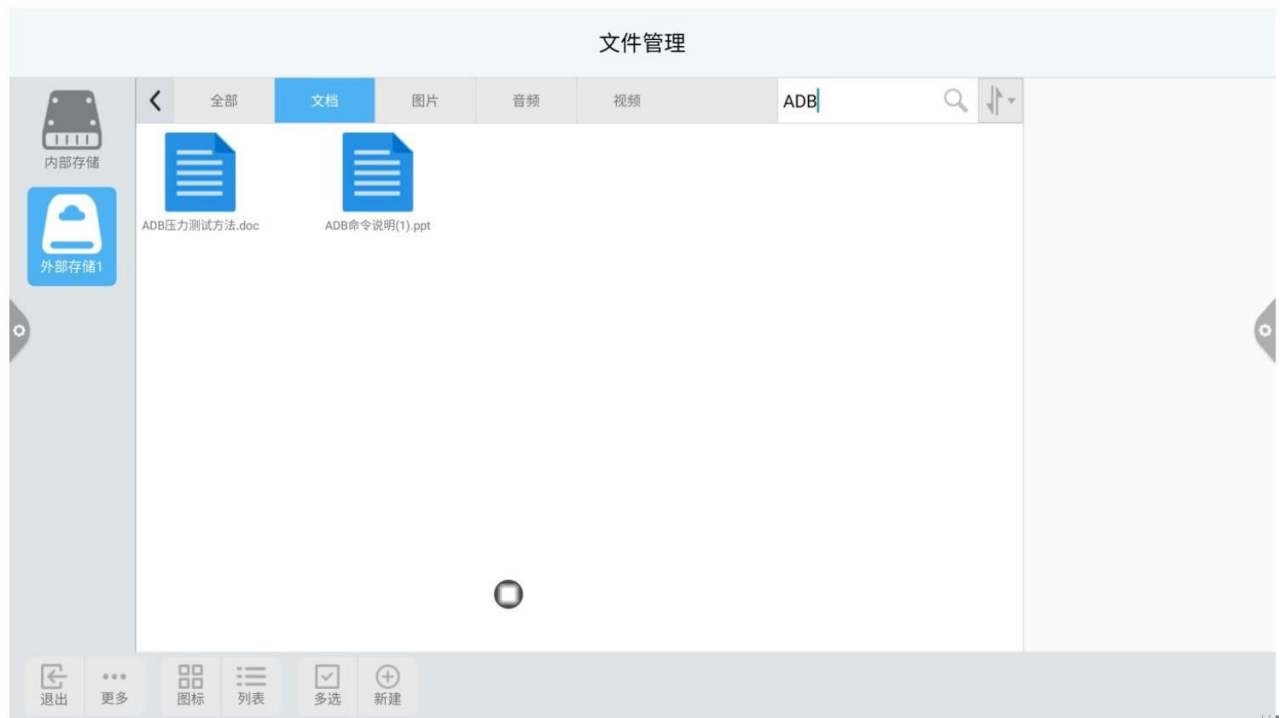 文件管理
全部 文档 图片 音频 视频 ADB
内部存储
外部存储1
ADB压力测试方法.doc ADB命令说明(1).ppt
退出 更多 图标 列表 多选 新建